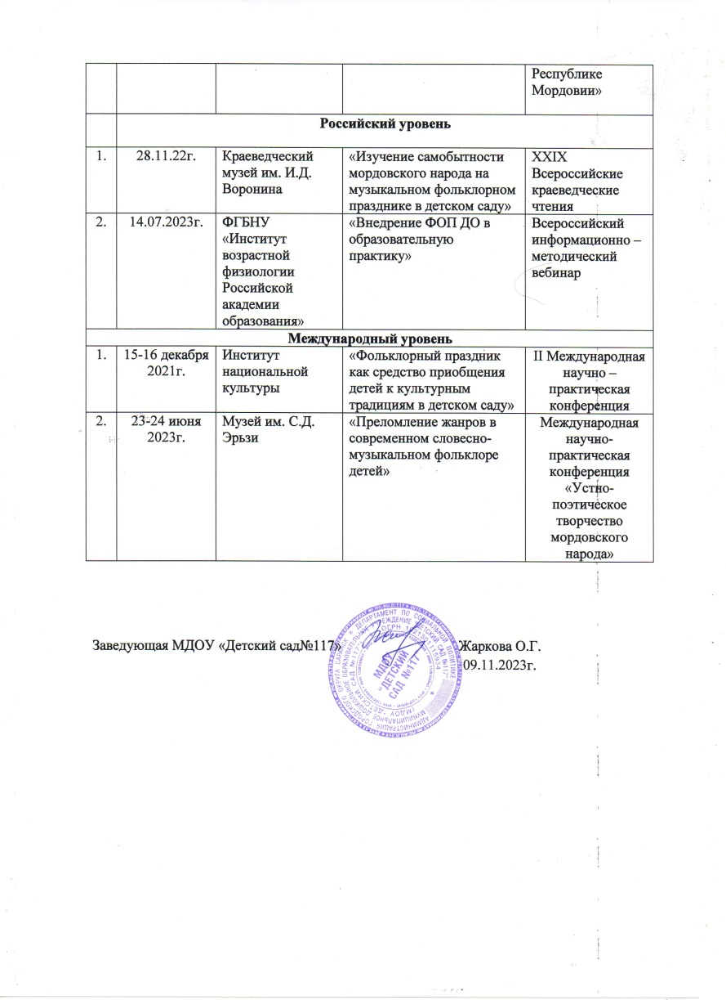 Республике
Мордовии»
Российский уровень
1.
28.11.22г.
Краеведческий
музей им. И.Д.
Воронина
«Изучение самобытности
мордовского народа на
музыкальном фольклорном
празднике в детском саду»
XXIX
Всероссийские
краеведческие
чтения
2.
14.07.2023г.
ФГБНУ
«Институт
возрастной
физиологии
Российской
академии
образования»
«Внедрение ФОП ДО в
образовательную
практику»
Всероссийский
информационно –
методический
вебинар
Международный уровень
1.
15-16 декабря
2021г.
Институт
национальной
культуры
«Фольклорный праздник
как средство приобщения
детей к культурным
традициям в детском саду»
II Международная
научно –
практическая
конференция
2.
23-24 июня
2023г.
Музей им. С.Д.
Эрьзи
«Преломление жанров в
современном словесно-
музыкальном фольклоре
детей»
Международная
научно-
практическая
конференция
«Устно-
поэтическое
творчество
мордовского
народа»
Заведующая МДОУ «Детский сад№117»
Жаркова О.Г.
09.11.2023г.
МДОУ
"ДЕТСКИЙ
САД №117"